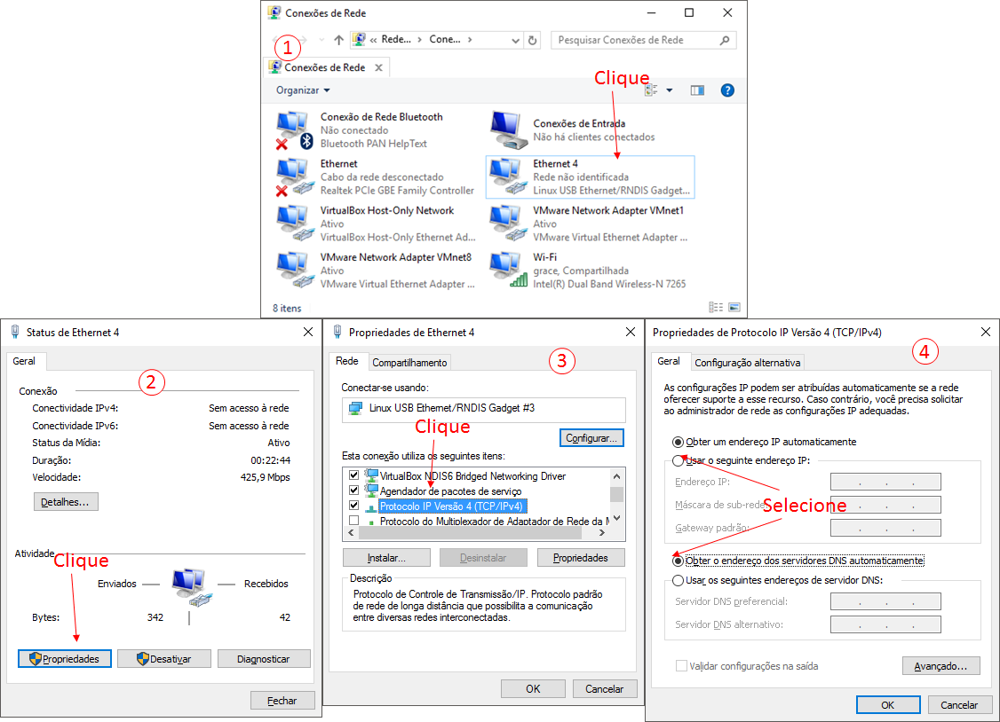 Conexões de Rede
« Rede... › Cone... ›
Pesquisar Conexões de Rede
1
Conexões de Rede
Clique
Organizar
Conexão de Rede Bluetooth
Não conectado
Bluetooth PAN HelpText
Conexões de Entrada
Não há clientes conectados
Ethernet
Cabo da rede desconectado
Realtek PCIe GBE Family Controller
Ethernet 4
Rede não identificada
Linux USB Ethernet/RNDIS Gadget...
VirtualBox Host-Only Network
Ativo
VirtualBox Host-Only Ethernet Ad...
VMware Network Adapter VMnet1
Ativo
VMware Virtual Ethernet Adapter ...
VMware Network Adapter VMnet8
Ativo
VMware Virtual Ethernet Adapter ...
Wi-Fi
grace, Compartilhada
Intel(R) Dual Band Wireless-N 7265
8 itens
Status de Ethernet 4
Geral
2
Conexão
Conectividade IPv4: Sem acesso à rede
Conectividade IPv6: Sem acesso à rede
Status da Mídia: Ativo
Duração: 00:22:44
Velocidade: 425,9 Mbps
Detalhes...
Atividade
Clique
Enviados Recebidos
Bytes: 342 42
Propriedades Desativar Diagnosticar
Fechar
Propriedades de Ethernet 4
Rede Compartilhamento
3
Conectar-se usando:
Linux USB Ethernet/RNDIS Gadget #3
Clique
Configurar...
Esta conexão utiliza os seguintes itens:
VirtualBox NDIS6 Bridged Networking Driver
Agendador de pacotes de serviço
Protocolo IP Versão 4 (TCP/IPv4)
Protocolo do Multiplexador de Adaptador de Rede da M
Instalar... Desinstalar Propriedades
Descrição
Protocolo de Controle de Transmissão/IP. Protocolo padrão
de rede de longa distância que possibilita a comunicação
entre diversas redes interconectadas.
OK Cancelar
Propriedades de Protocolo IP Versão 4 (TCP/IPv4)
Geral Configuração alternativa
4
As configurações IP podem ser atribuídas automaticamente se a rede
oferecer suporte a esse recurso. Caso contrário, você precisa solicitar
ao administrador de rede as configurações IP adequadas.
Obter um endereço IP automaticamente
Usar o seguinte endereço IP:
Endereço IP:
Máscara de sub-rede:
Selecione
Gateway padrão:
Obter o endereço dos servidores DNS automaticamente
Usar os seguintes endereços de servidor DNS:
Servidor DNS preferencial:
Servidor DNS alternativo:
Validar configurações na saída
Avançado...
OK Cancelar